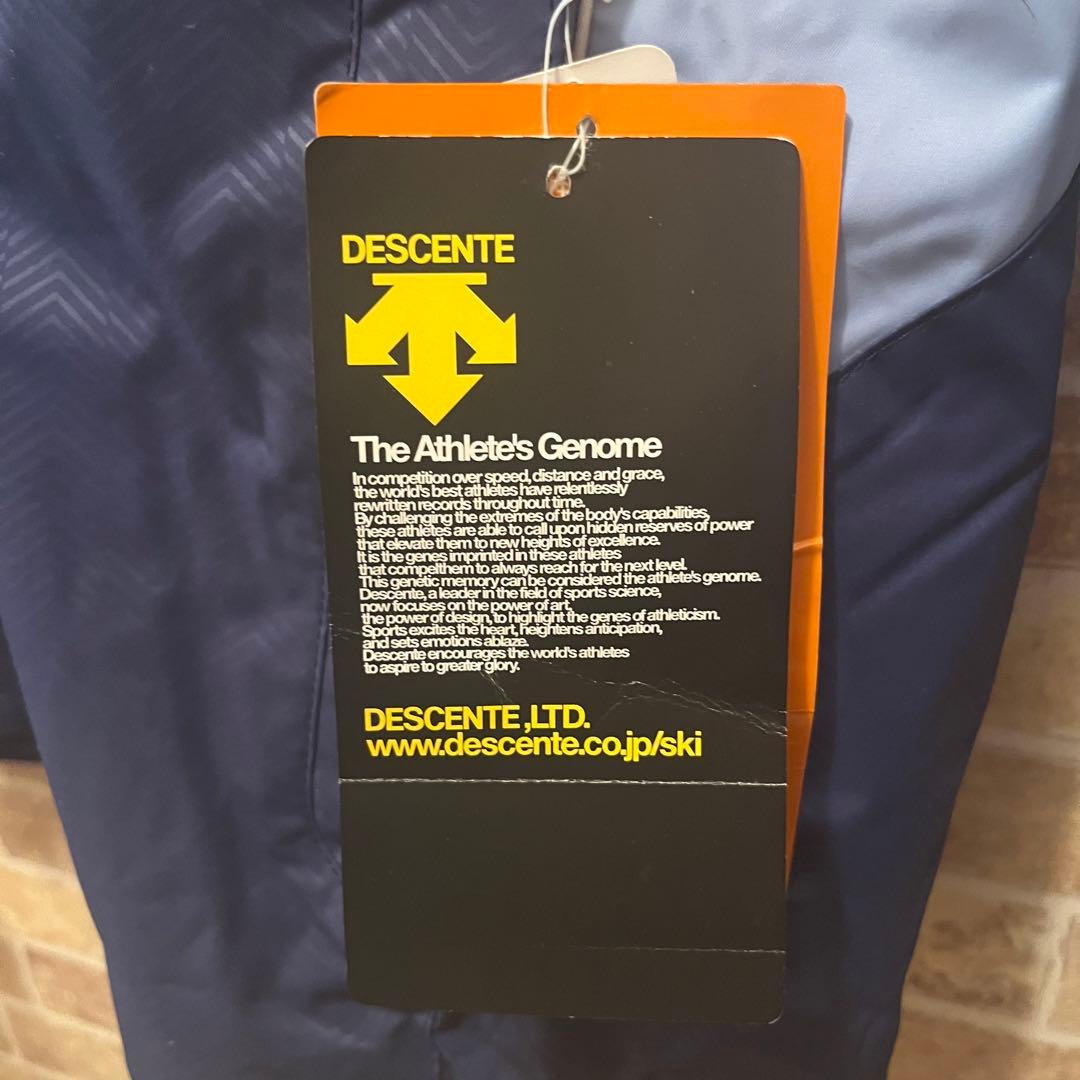 DESCENTE
The Athlete's Genome
In competition over speed, distance and grace,
the world's best athletes have relentlessly
rewritten records throughout time.
By challenging the extremes of the body's capabilities,
these athletes are able to call upon hidden reserves of power
that elevate them to new heights of excellence.
It is the genes imprinted in these athletes
that compelthem to always reach for the next level.
This genetic memory can be considered the athlete's genome.
Descente, a leader in the field of sports science,
now focuses on the power of art,
the power of design, to highlight the genes of athleticism.
Sports excites the heart, heightens anticipation,
and sets emotions ablaze.
Descente encourages the world's athletes
to aspire to greater glory.
DESCENTE ,LTD.
www.descente.co.jp/ski